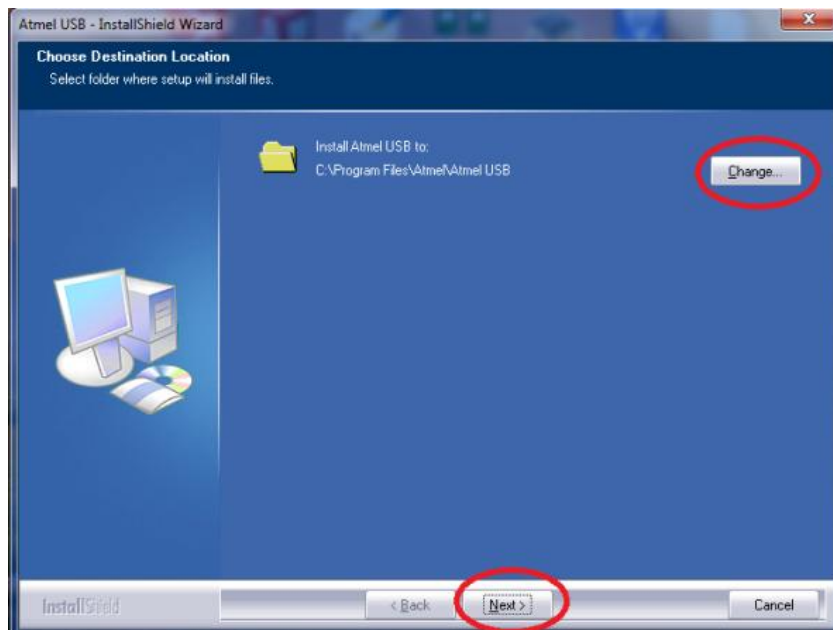 Atmel USB - InstallShield Wizard
Choose Destination Location
Select folder where setup will install files.
Install Atmel USB to:
C:\Program Files\Atmel\Atmel USB
Change...
InstallShield
< Back
Next >
Cancel